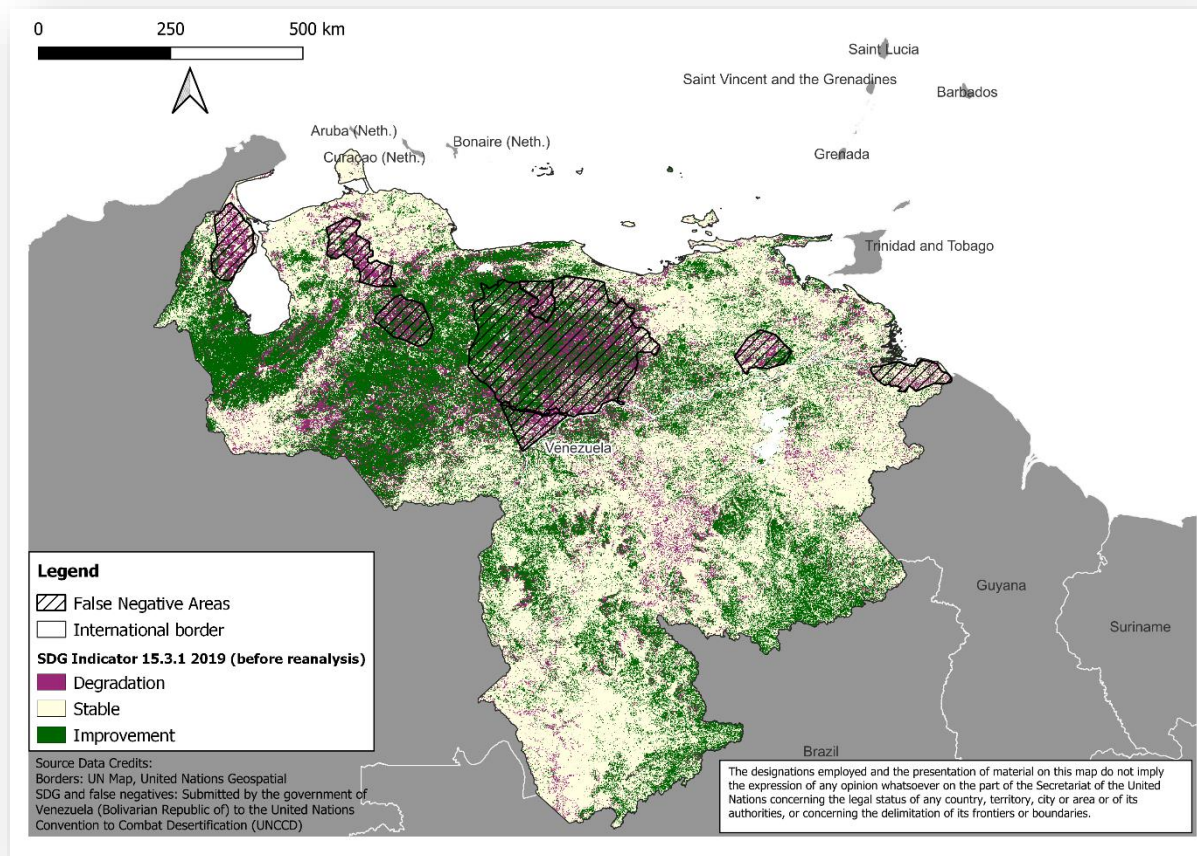 0 250 500 km
Saint Lucia
Saint Vincent and the Grenadines
Barbados
Aruba (Neth.)
Bonaire (Neth.)
Curaçao (Neth.)
Grenada
Trinidad and Tobago
Venezuela
Guyana
Suriname
Brazil
Legend
False Negative Areas
International border
SDG Indicator 15.3.1 2019 (before reanalysis)
Degradation
Stable
Improvement
Source Data Credits:
Borders: UN Map, United Nations Geospatial
SDG and false negatives: Submitted by the government of
Venezuela (Bolivarian Republic of) to the United Nations
Convention to Combat Desertification (UNCCD)
The designations employed and the presentation of material on this map do not imply
the expression of any opinion whatsoever on the part of the Secretariat of the United
Nations concerning the legal status of any country, territory, city or area or of its
authorities, or concerning the delimitation of its frontiers or boundaries.